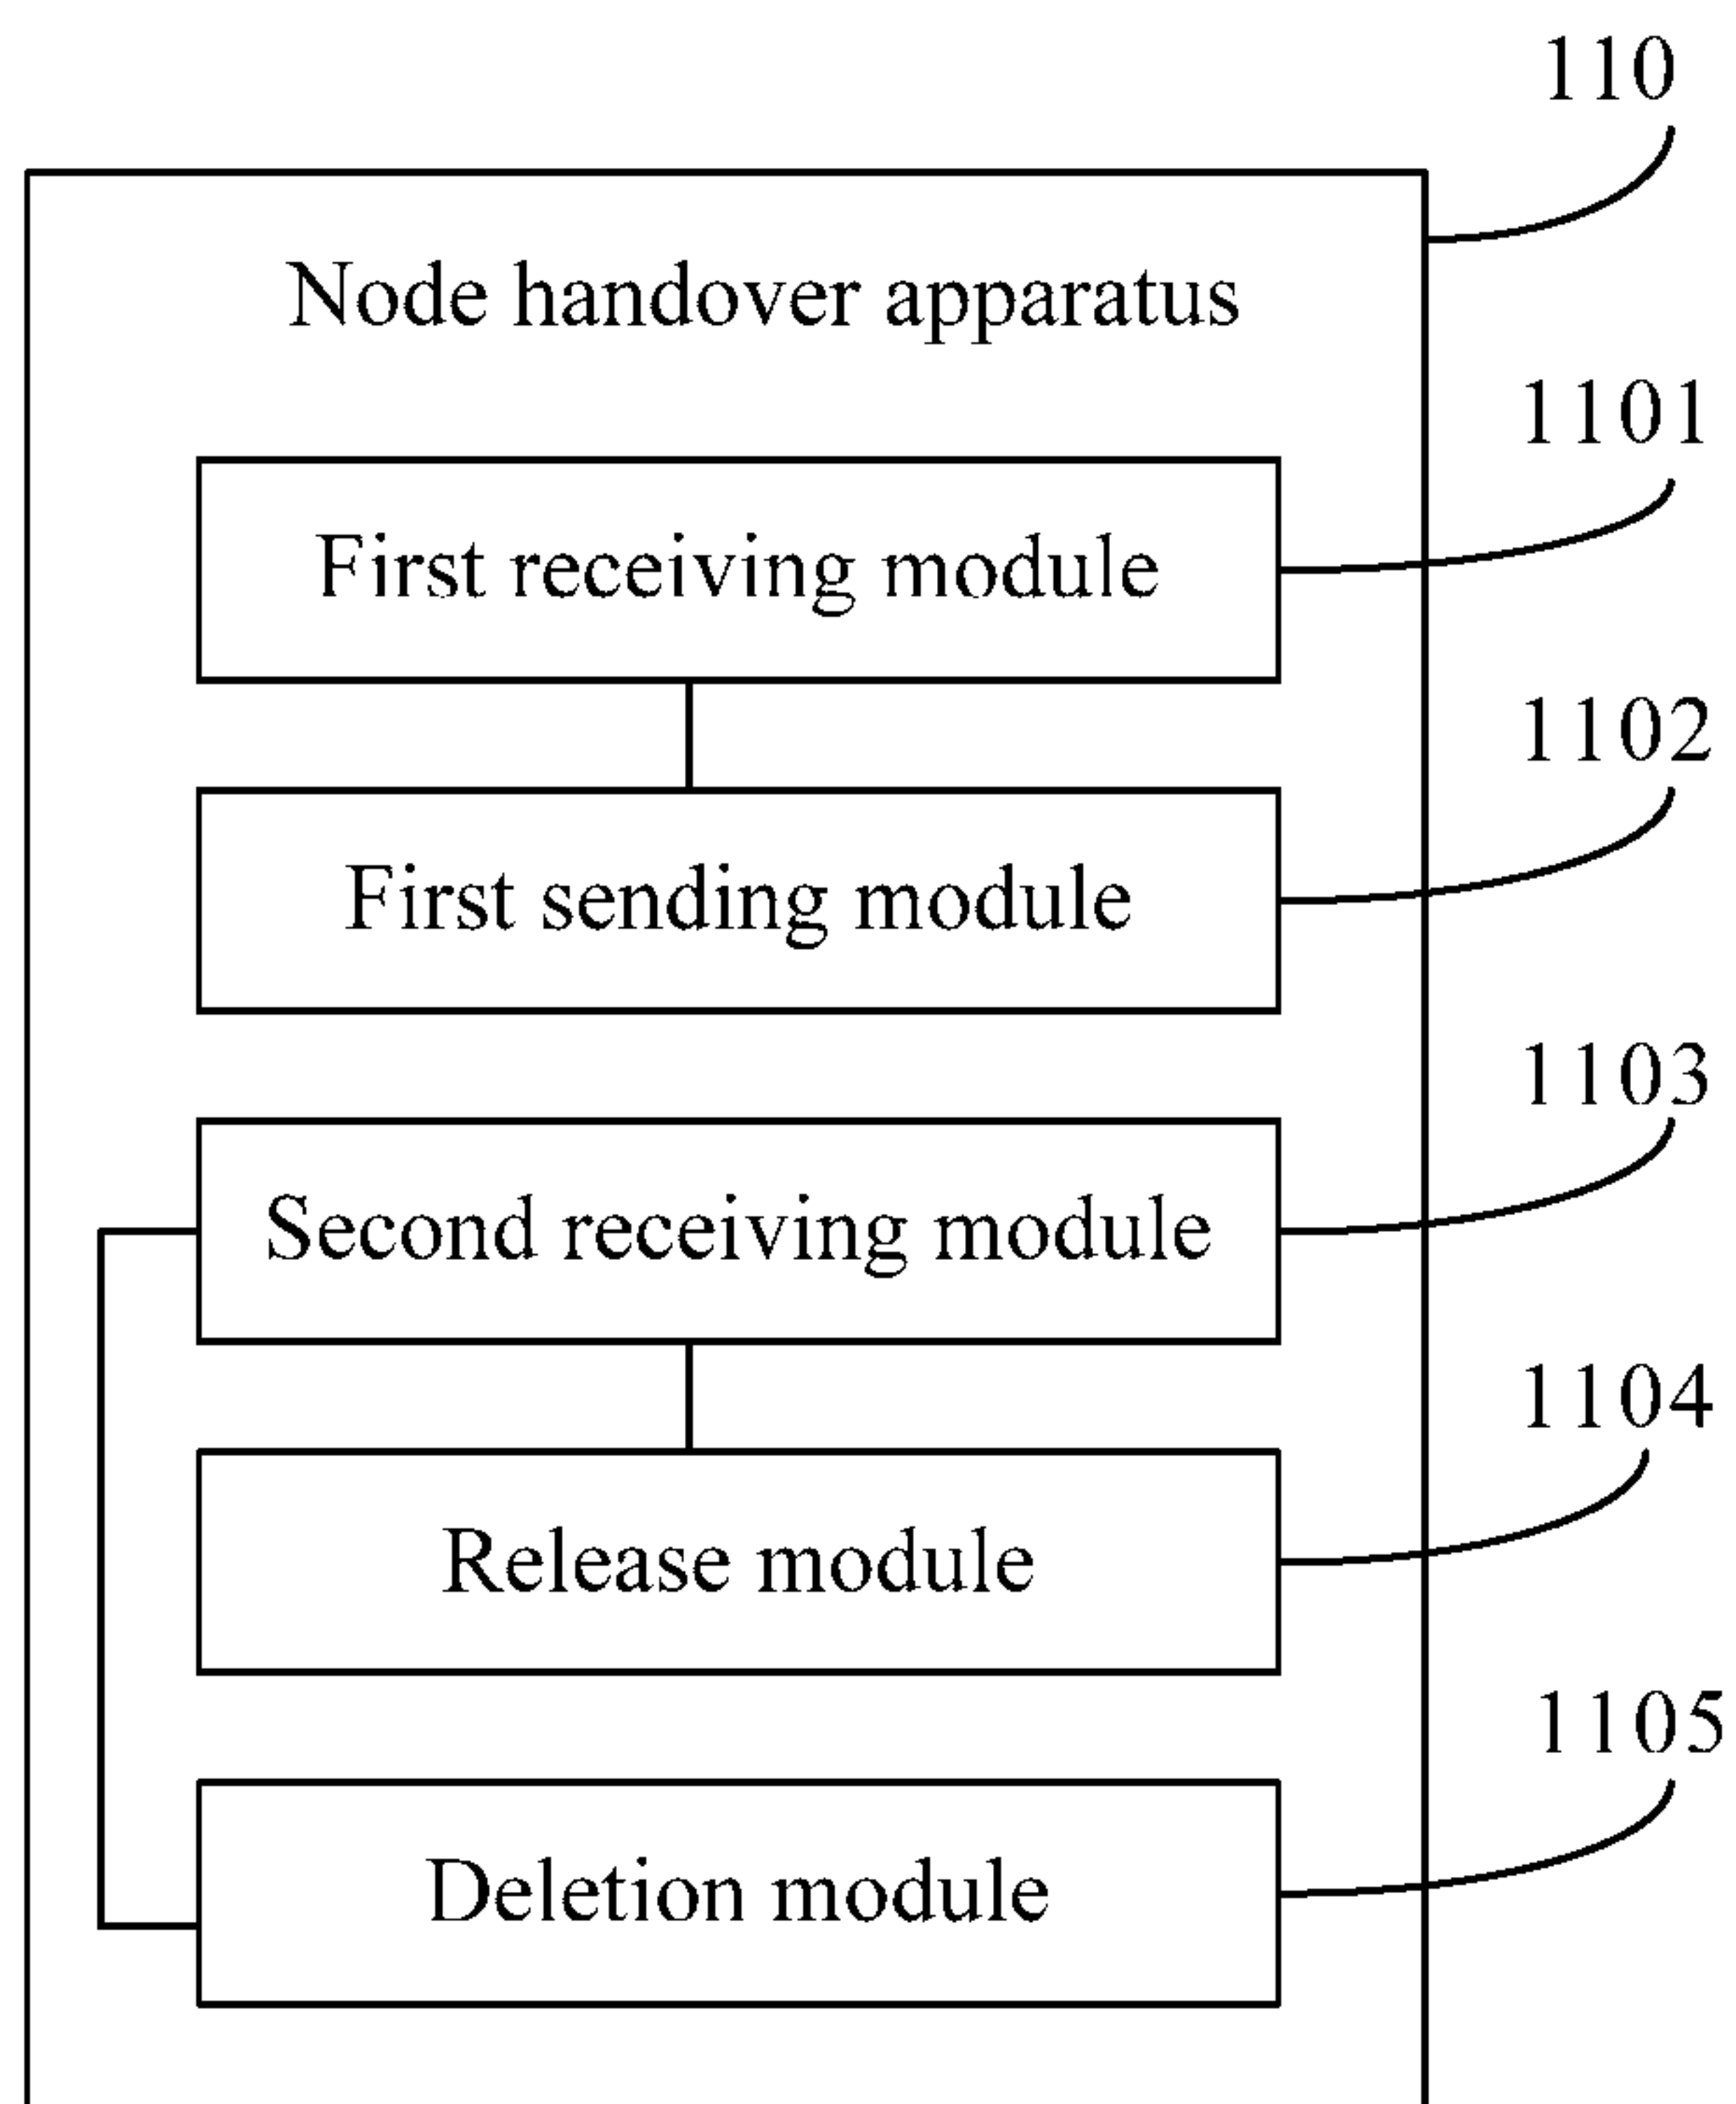 110
Node handover apparatus
1101
First receiving module
1102
First sending module
1103
Second receiving module
1104
Release module
1105
Deletion module